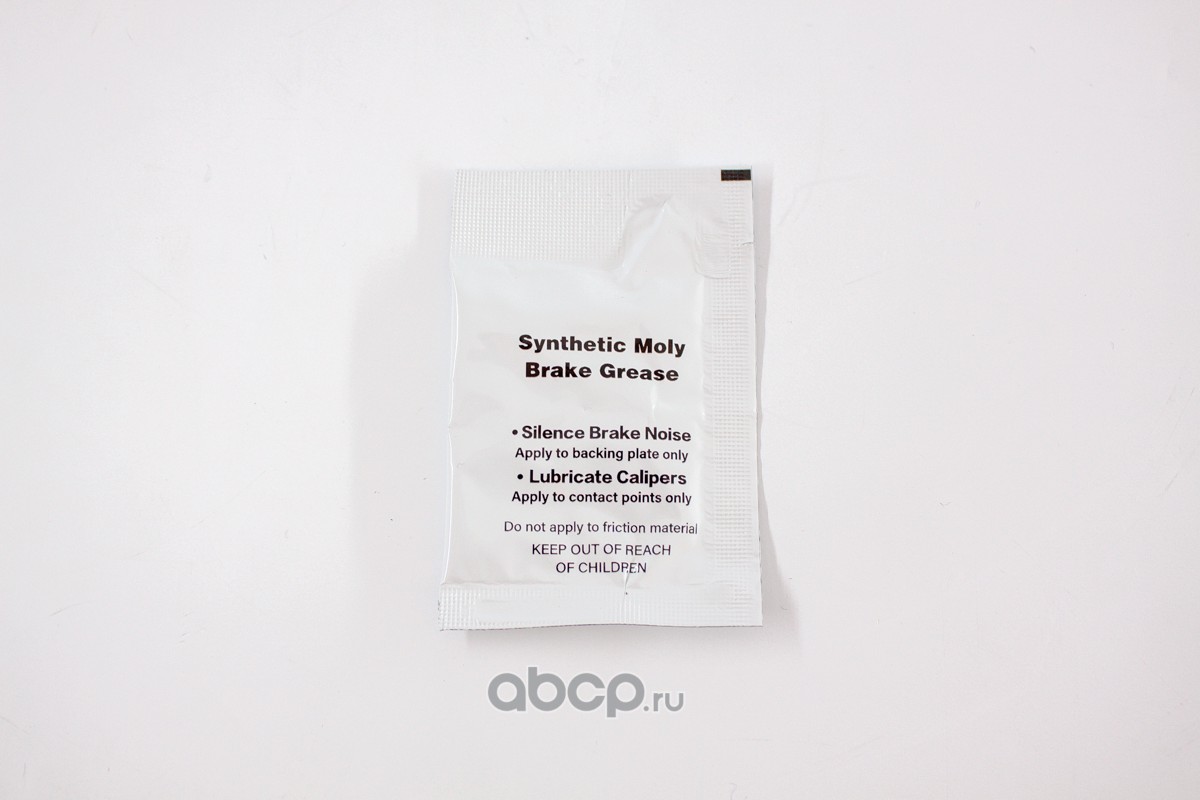 Synthetic Moly
Brake Grease
• Silence Brake Noise
Apply to backing plate only
• Lubricate Calipers
Apply to contact points only
Do not apply to friction material
KEEP OUT OF REACH
OF CHILDREN
abcp.ru